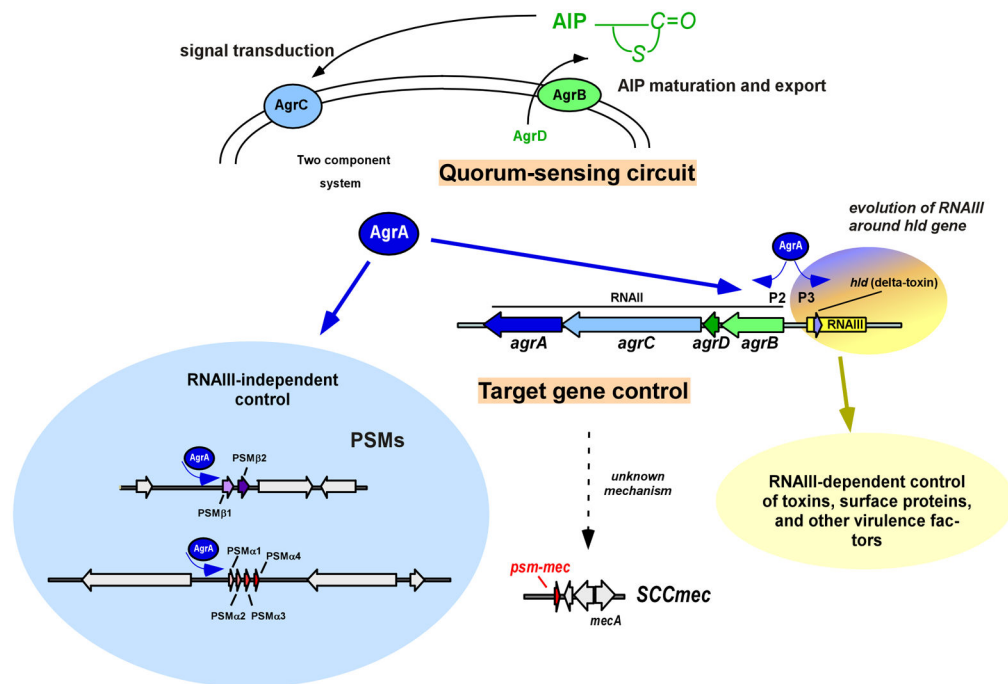 AIP
C=O
S
signal transduction
AIP maturation and export
AgrC
AgrB
AgrD
Two component
system
Quorum-sensing circuit
AgrA
evolution of RNAIII
around hld gene
AgrA
hld (delta-toxin)
RNAII
P2
P3
RNAIII
agrA
agrC
agrD
agrB
Target gene control
RNAIII-independent
control
PSMs
AgrA
PSMβ2
PSMβ1
AgrA
PSMα1
PSMα4
PSMα2
PSMα3
unknown
mechanism
psm-mec
SCCmec
mecA
RNAIII-dependent control
of toxins, surface proteins,
and other virulence fac-
tors